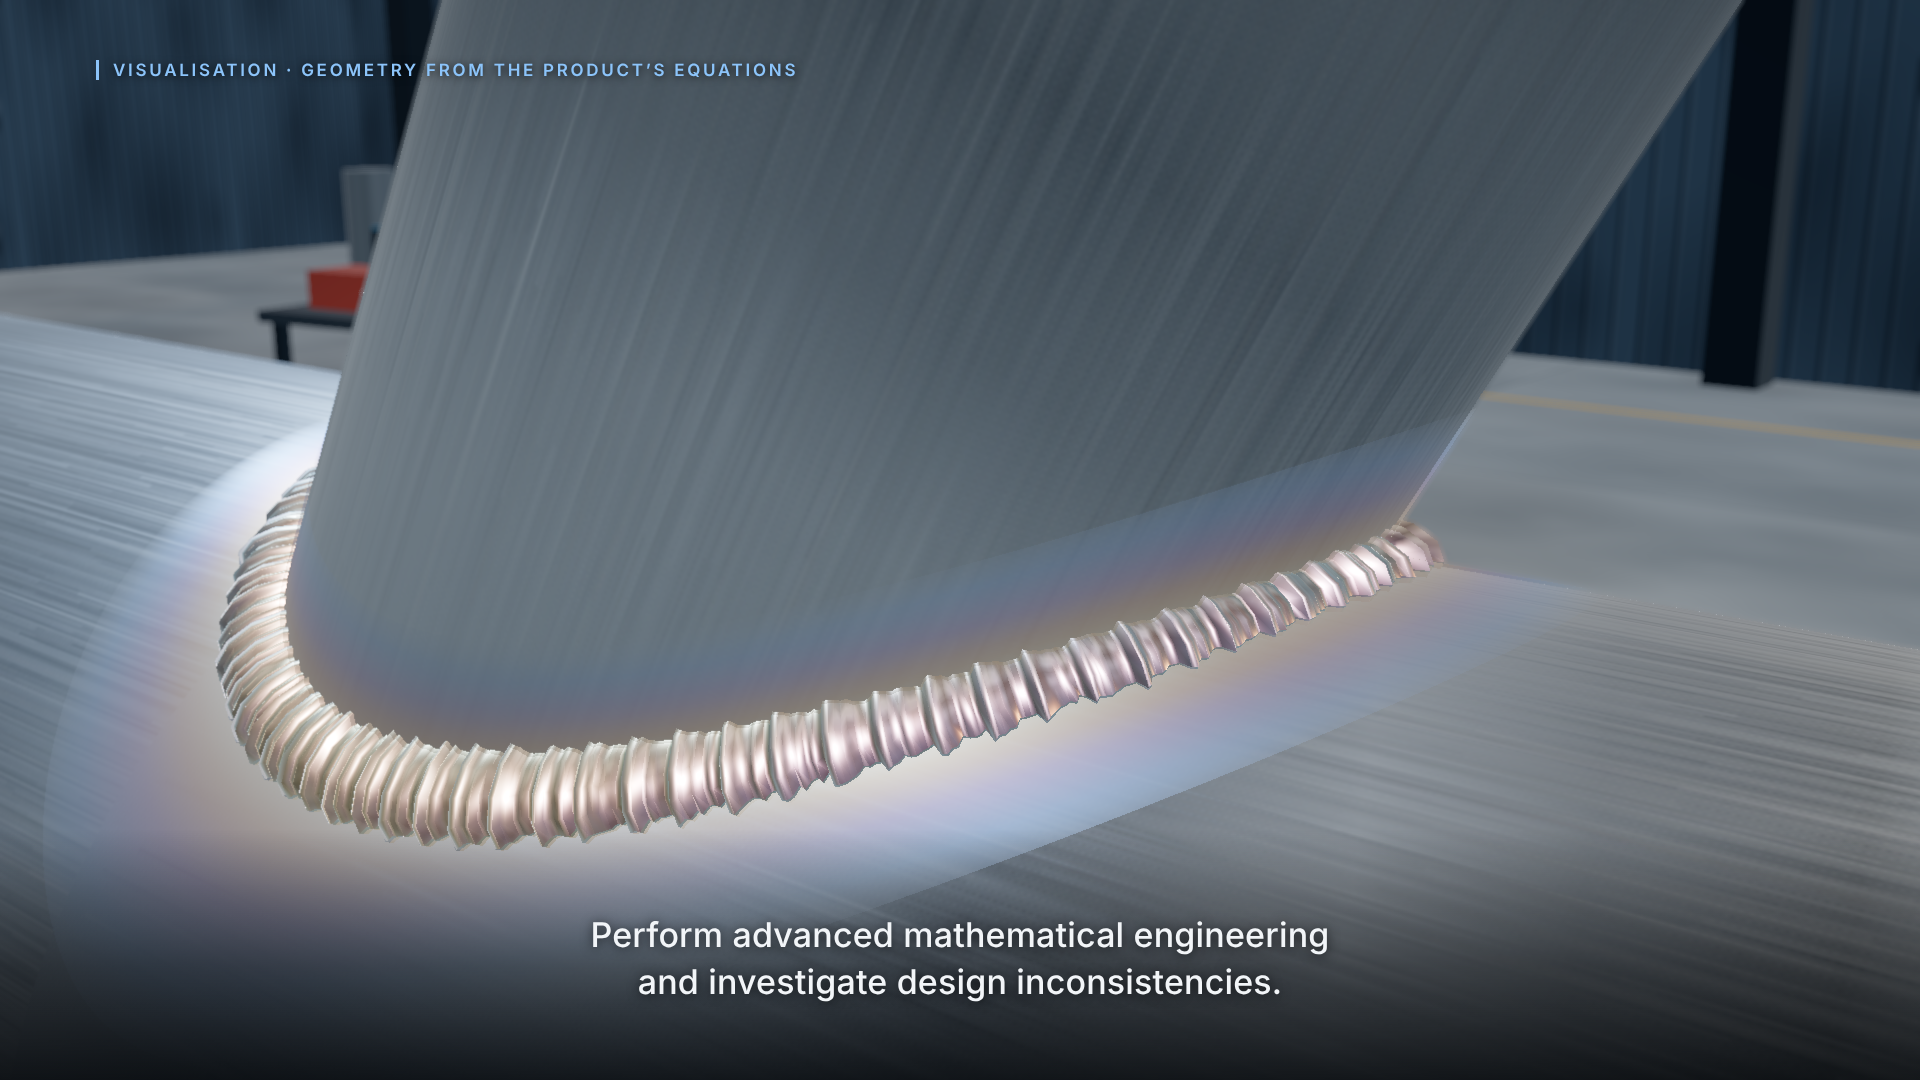 VISUALISATION · GEOMETRY FROM THE PRODUCT’S EQUATIONS
Perform advanced mathematical engineering
and investigate design inconsistencies.